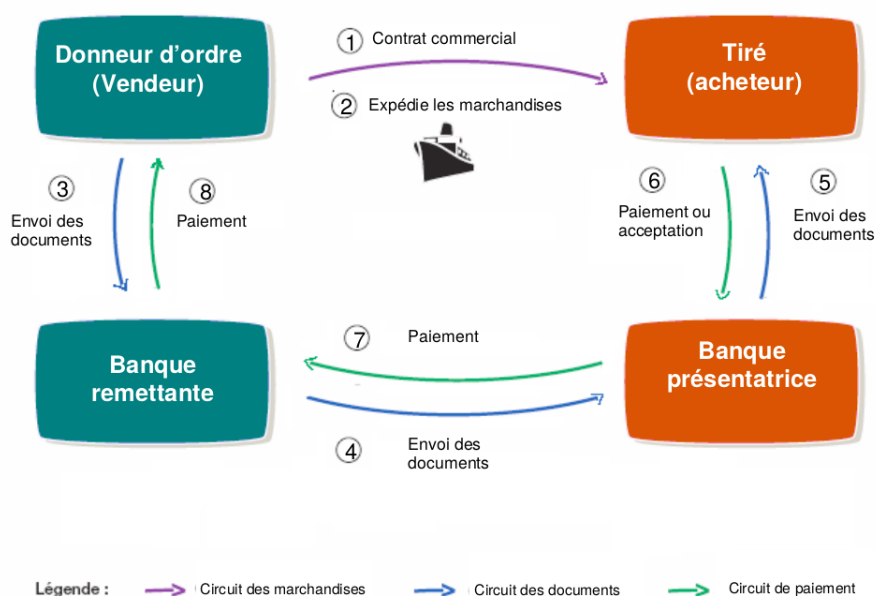 Donneur d’ordre
(Vendeur)
1 Contrat commercial
Tiré
(acheteur)
2 Expédie les marchandises
3
Envoi des
documents
8
Paiement
6
Paiement ou
acceptation
5
Envoi des
documents
Banque
remettante
7 Paiement
Banque
présentatrice
4 Envoi des
documents
Légende :
Circuit des marchandises
Circuit des documents
Circuit de paiement